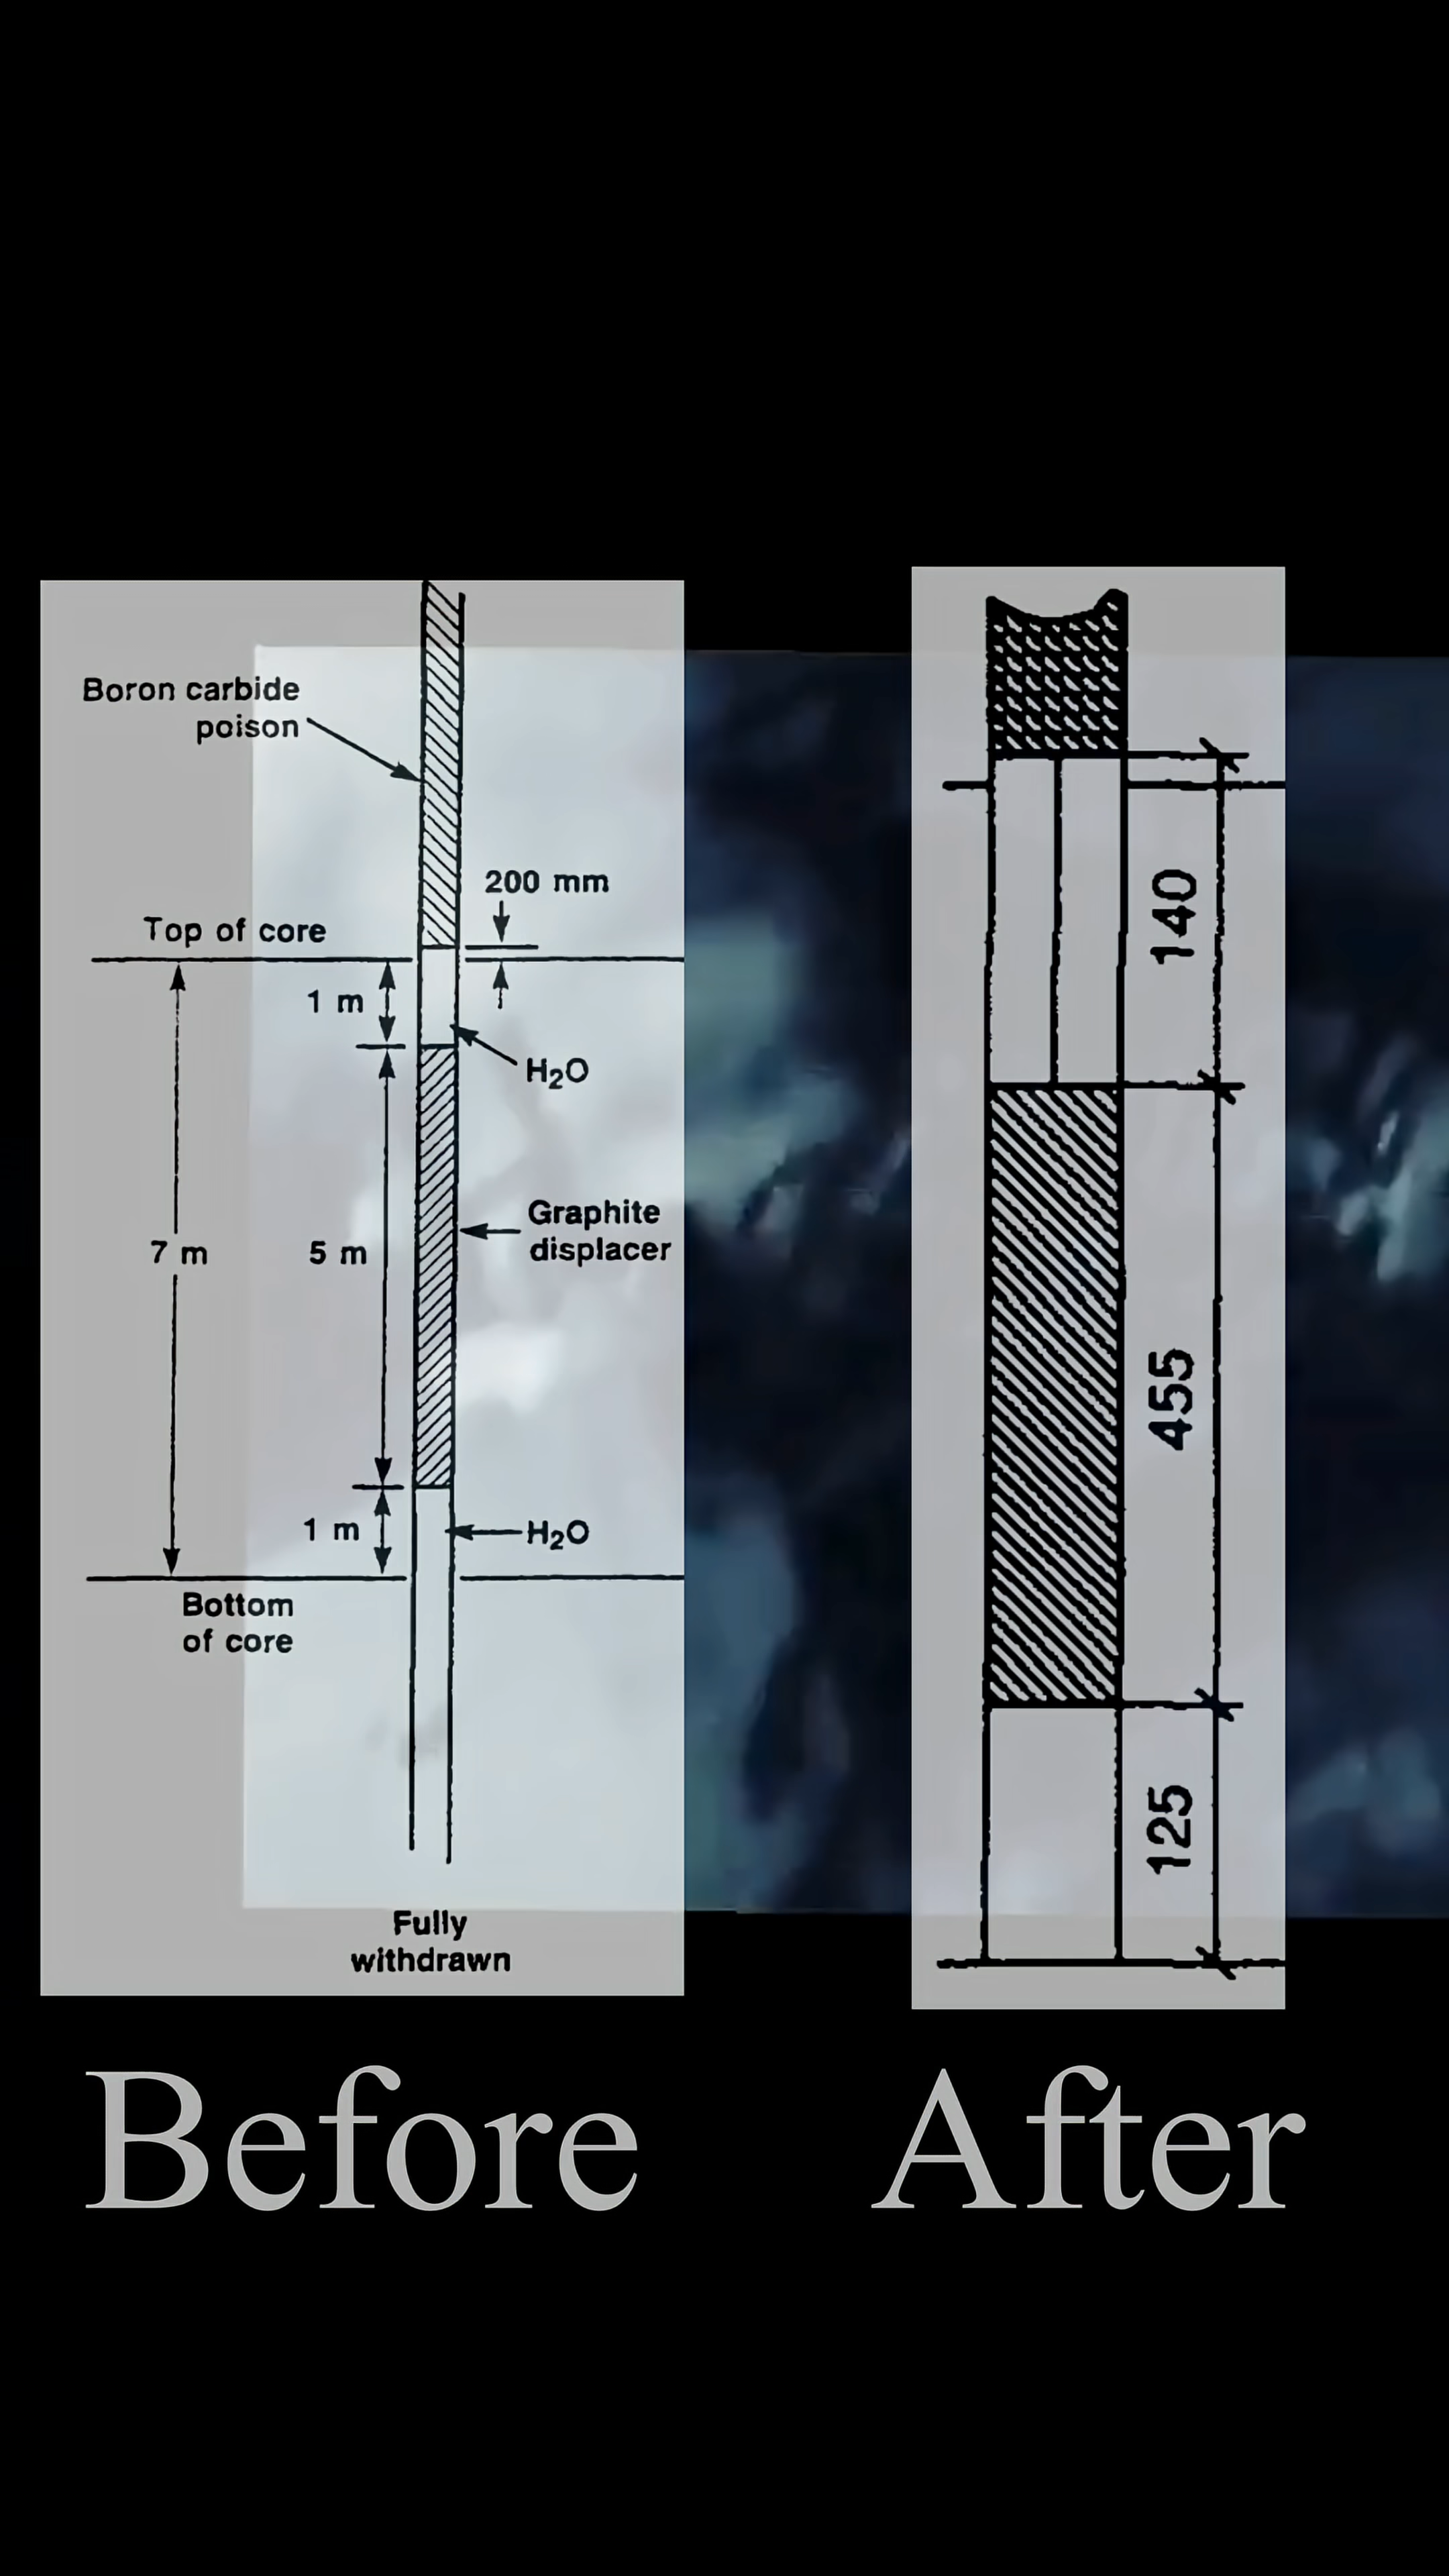 Boron carbide
poison
200 mm
Top of core
1 m
H₂O
Graphite
displacer
7 m
5 m
1 m
H₂O
Bottom
of core
Fully
withdrawn
140
455
125
Before
After